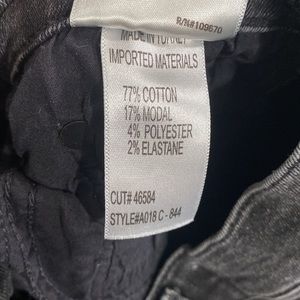 R/N#109670
MADE IN TURKEY
IMPORTED MATERIALS
77% COTTON
17% MODAL
4% POLYESTER
2% ELASTANE
CUT# 46584
STYLE#A018 C - 844